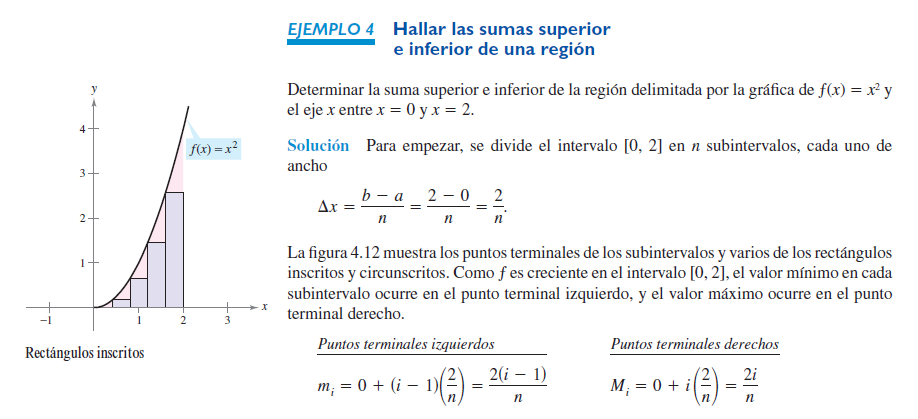 EJEMPLO 4 Hallar las sumas superior
e inferior de una región
Determinar la suma superior e inferior de la región delimitada por la gráfica de f(x) = x² y
el eje x entre x = 0 y x = 2.
Solución Para empezar, se divide el intervalo [0, 2] en n subintervalos, cada uno de
ancho
Δx = (b − a)/n = (2 − 0)/n = 2/n.
La figura 4.12 muestra los puntos terminales de los subintervalos y varios de los rectángulos
inscritos y circunscritos. Como f es creciente en el intervalo [0, 2], el valor mínimo en cada
subintervalo ocurre en el punto terminal izquierdo, y el valor máximo ocurre en el punto
terminal derecho.
Puntos terminales izquierdos
mᵢ = 0 + (i − 1)(2/n) = 2(i − 1)/n
Puntos terminales derechos
Mᵢ = 0 + i(2/n) = 2i/n
y
4
f(x) = x²
3
2
1
−1 1 2 3 x
Rectángulos inscritos